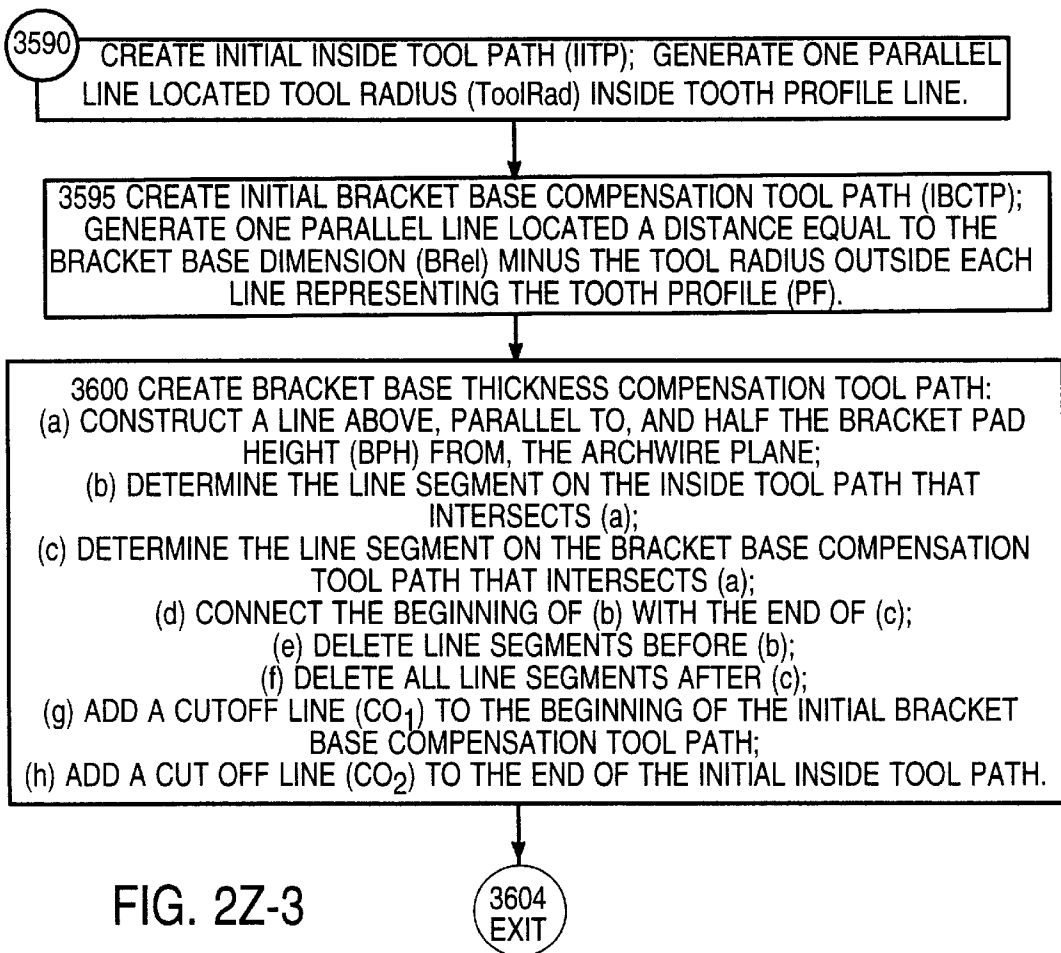 3590
CREATE INITIAL INSIDE TOOL PATH (IITP); GENERATE ONE PARALLEL
LINE LOCATED TOOL RADIUS (ToolRad) INSIDE TOOTH PROFILE LINE.
3595 CREATE INITIAL BRACKET BASE COMPENSATION TOOL PATH (IBCTP);
GENERATE ONE PARALLEL LINE LOCATED A DISTANCE EQUAL TO THE
BRACKET BASE DIMENSION (BRel) MINUS THE TOOL RADIUS OUTSIDE EACH
LINE REPRESENTING THE TOOTH PROFILE (PF).
3600 CREATE BRACKET BASE THICKNESS COMPENSATION TOOL PATH:
(a) CONSTRUCT A LINE ABOVE, PARALLEL TO, AND HALF THE BRACKET PAD
HEIGHT (BPH) FROM, THE ARCHWIRE PLANE;
(b) DETERMINE THE LINE SEGMENT ON THE INSIDE TOOL PATH THAT
INTERSECTS (a);
(c) DETERMINE THE LINE SEGMENT ON THE BRACKET BASE COMPENSATION
TOOL PATH THAT INTERSECTS (a);
(d) CONNECT THE BEGINNING OF (b) WITH THE END OF (c);
(e) DELETE LINE SEGMENTS BEFORE (b);
(f) DELETE ALL LINE SEGMENTS AFTER (c);
(g) ADD A CUTOFF LINE (CO1) TO THE BEGINNING OF THE INITIAL BRACKET
BASE COMPENSATION TOOL PATH;
(h) ADD A CUT OFF LINE (CO2) TO THE END OF THE INITIAL INSIDE TOOL PATH.
3604
EXIT
FIG. 2Z-3